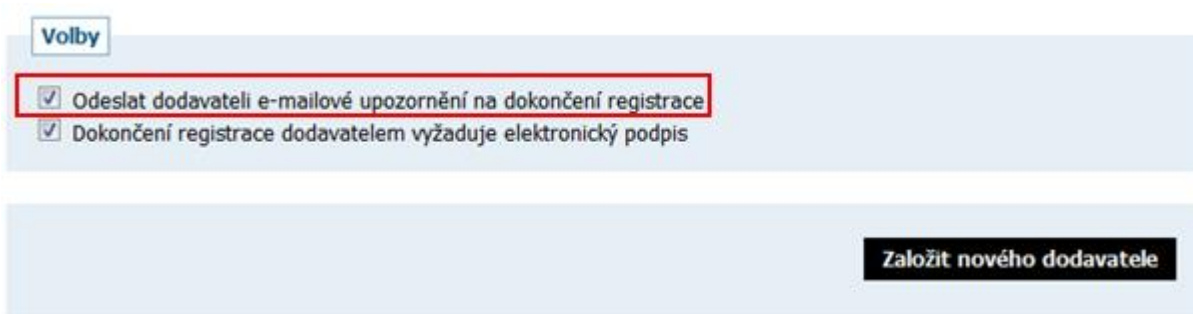 Volby
Odeslat dodavateli e-mailové upozornění na dokončení registrace
Dokončení registrace dodavatelem vyžaduje elektronický podpis
Založit nového dodavatele